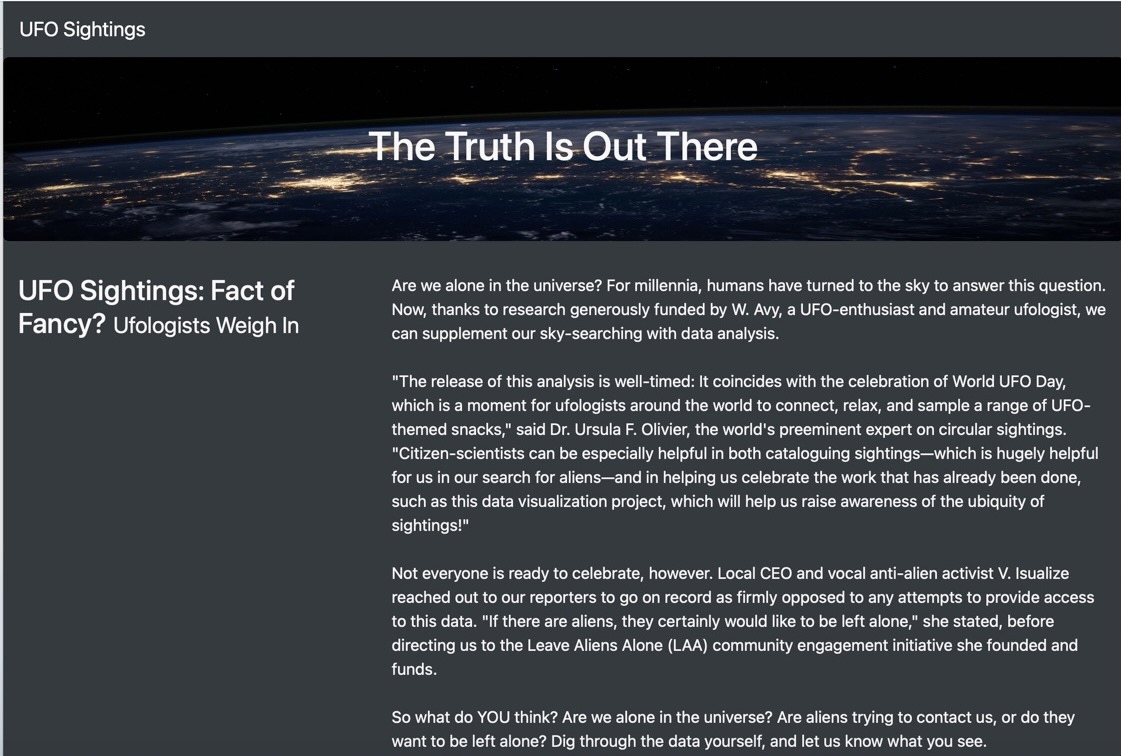 UFO Sightings
The Truth Is Out There
UFO Sightings: Fact of
Fancy? Ufologists Weigh In
Are we alone in the universe? For millennia, humans have turned to the sky to answer this question.
Now, thanks to research generously funded by W. Avy, a UFO-enthusiast and amateur ufologist, we
can supplement our sky-searching with data analysis.
"The release of this analysis is well-timed: It coincides with the celebration of World UFO Day,
which is a moment for ufologists around the world to connect, relax, and sample a range of UFO-
themed snacks," said Dr. Ursula F. Olivier, the world's preeminent expert on circular sightings.
"Citizen-scientists can be especially helpful in both cataloguing sightings—which is hugely helpful
for us in our search for aliens—and in helping us celebrate the work that has already been done,
such as this data visualization project, which will help us raise awareness of the ubiquity of
sightings!"
Not everyone is ready to celebrate, however. Local CEO and vocal anti-alien activist V. Isualize
reached out to our reporters to go on record as firmly opposed to any attempts to provide access
to this data. "If there are aliens, they certainly would like to be left alone," she stated, before
directing us to the Leave Aliens Alone (LAA) community engagement initiative she founded and
funds.
So what do YOU think? Are we alone in the universe? Are aliens trying to contact us, or do they
want to be left alone? Dig through the data yourself, and let us know what you see.